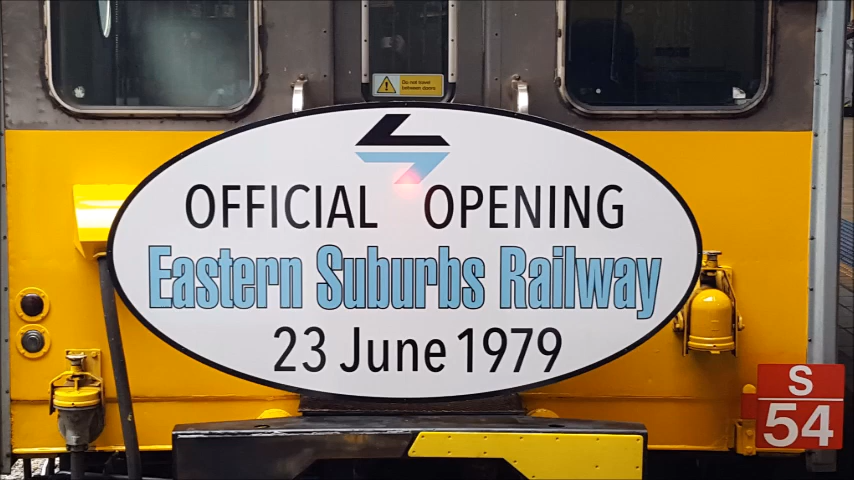 Do not travel
between doors
OFFICIAL OPENING
Eastern Suburbs Railway
23 June 1979
S
54